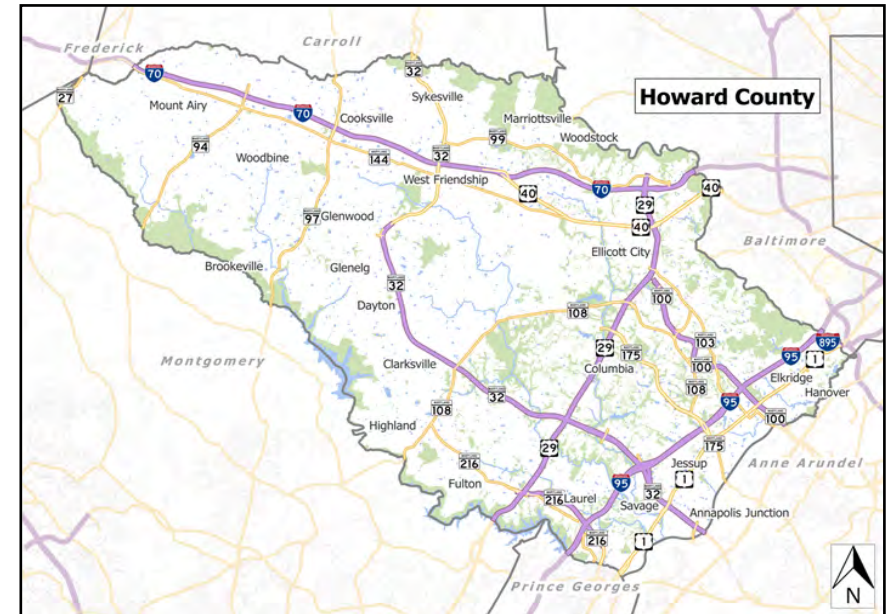 Frederick
Carroll
Howard County
70
32
Sykesville
27
Mount Airy
70
Cooksville
Marriottsville
Woodstock
99
94
Woodbine
144
32
West Friendship
40
70
40
29
97
Glenwood
40
Ellicott City
Baltimore
Brookeville
Glenelg
32
Dayton
100
108
103
895
Montgomery
29
175
95
1
Clarksville
Columbia
100
Elkridge
32
108
95
Hanover
108
100
Highland
29
175
216
Jessup
Anne Arundel
Fulton
95
1
216
Laurel
32
Savage
Annapolis Junction
216
1
Prince Georges
N